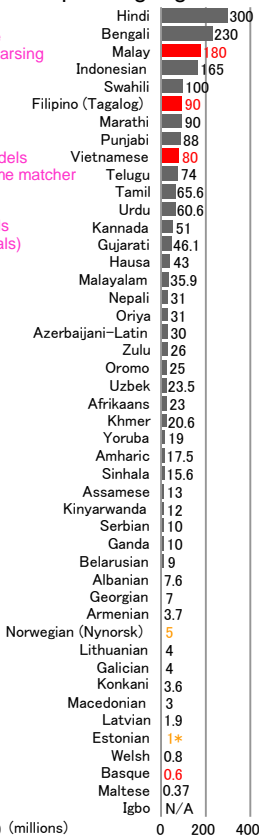 Hindi 300
Bengali 230
arsing
Malay 180
Indonesian 165
Swahili 100
Filipino (Tagalog) 90
Marathi 90
Punjabi 88
dels
Vietnamese 80
me matcher
Telugu 74
Tamil 65.6
Urdu 60.6
s
Kannada 51
als)
Gujarati 46.1
Hausa 43
Malayalam 35.9
Nepali 31
Oriya 31
Azerbaijani-Latin 30
Zulu 26
Oromo 25
Uzbek 23.5
Afrikaans 23
Khmer 20.6
Yoruba 19
Amharic 17.5
Sinhala 15.6
Assamese 13
Kinyarwanda 12
Serbian 10
Ganda 10
Belarusian 9
Albanian 7.6
Georgian 7
Armenian 3.7
Norwegian (Nynorsk) 5
Lithuanian 4
Galician 4
Konkani 3.6
Macedonian 3
Latvian 1.9
Estonian 1*
Welsh 0.8
Basque 0.6
Maltese 0.37
Igbo N/A
) (millions) 0 200 400